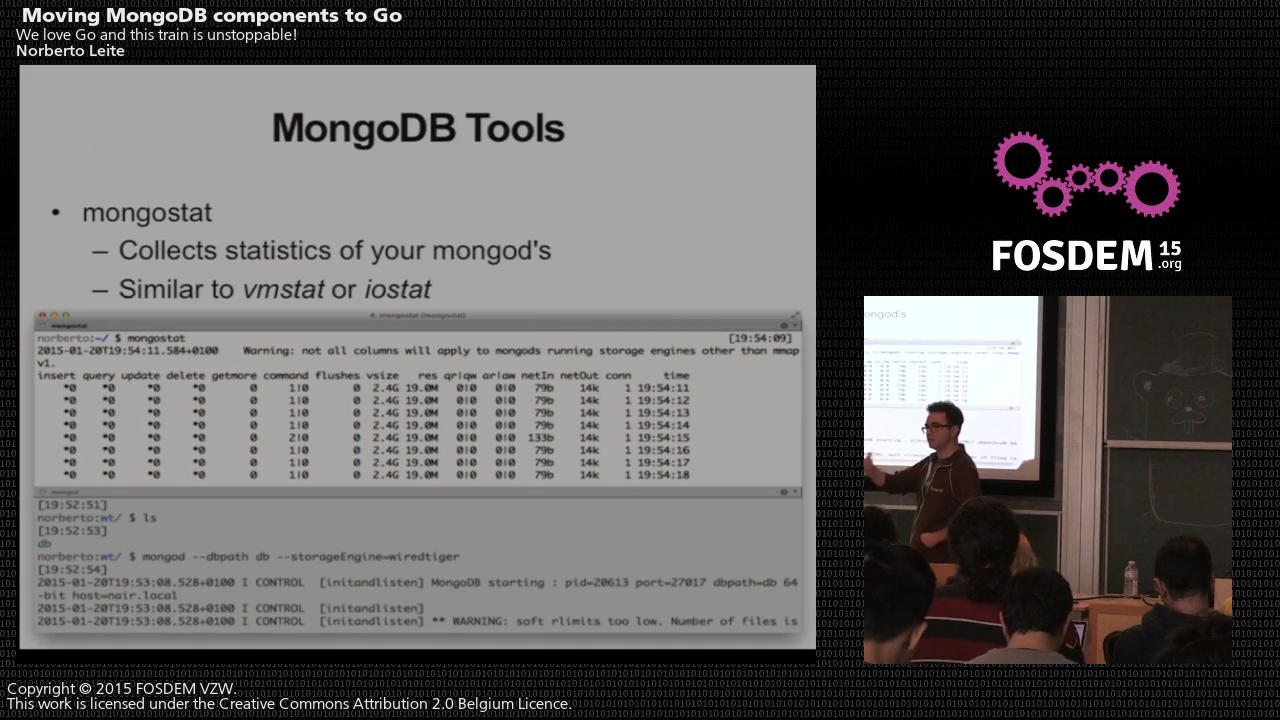 Moving MongoDB components to Go
We love Go and this train is unstoppable!
Norberto Leite
MongoDB Tools
• mongostat
– Collects statistics of your mongod's
– Similar to vmstat or iostat
4. mongostat (mongostat)
mongostat
norberto:~/ $ mongostat [19:54:09]
2015-01-20T19:54:11.584+0100 Warning: not all columns will apply to mongods running storage engines other than mmap
v1.
insert query update delete getmore command flushes vsize res qr|qw ar|aw netIn netOut conn time
*0 *0 *0 *0 0 1|0 0 2.4G 19.0M 0|0 0|0 79b 14k 1 19:54:11
*0 *0 *0 *0 0 1|0 0 2.4G 19.0M 0|0 0|0 79b 14k 1 19:54:12
*0 *0 *0 *0 0 1|0 0 2.4G 19.0M 0|0 0|0 79b 14k 1 19:54:13
*0 *0 *0 *0 0 1|0 0 2.4G 19.0M 0|0 0|0 79b 14k 1 19:54:14
*0 *0 *0 *0 0 2|0 0 2.4G 19.0M 0|0 0|0 133b 14k 1 19:54:15
*0 *0 *0 *0 0 1|0 0 2.4G 19.0M 0|0 0|0 79b 14k 1 19:54:16
*0 *0 *0 *0 0 1|0 0 2.4G 19.0M 0|0 0|0 79b 14k 1 19:54:17
*0 *0 *0 *0 0 1|0 0 2.4G 19.0M 0|0 0|0 79b 14k 1 19:54:18
mongod
[19:52:51]
norberto:wt/ $ ls
[19:52:53]
db
norberto:wt/ $ mongod --dbpath db --storageEngine=wiredtiger
[19:52:54]
2015-01-20T19:53:08.528+0100 I CONTROL [initandlisten] MongoDB starting : pid=20613 port=27017 dbpath=db 64
-bit host=nair.local
2015-01-20T19:53:08.528+0100 I CONTROL [initandlisten]
2015-01-20T19:53:08.528+0100 I CONTROL [initandlisten] ** WARNING: soft rlimits too low. Number of files is
FOSDEM 15
.org
ongod's
Copyright © 2015 FOSDEM VZW.
This work is licensed under the Creative Commons Attribution 2.0 Belgium Licence.